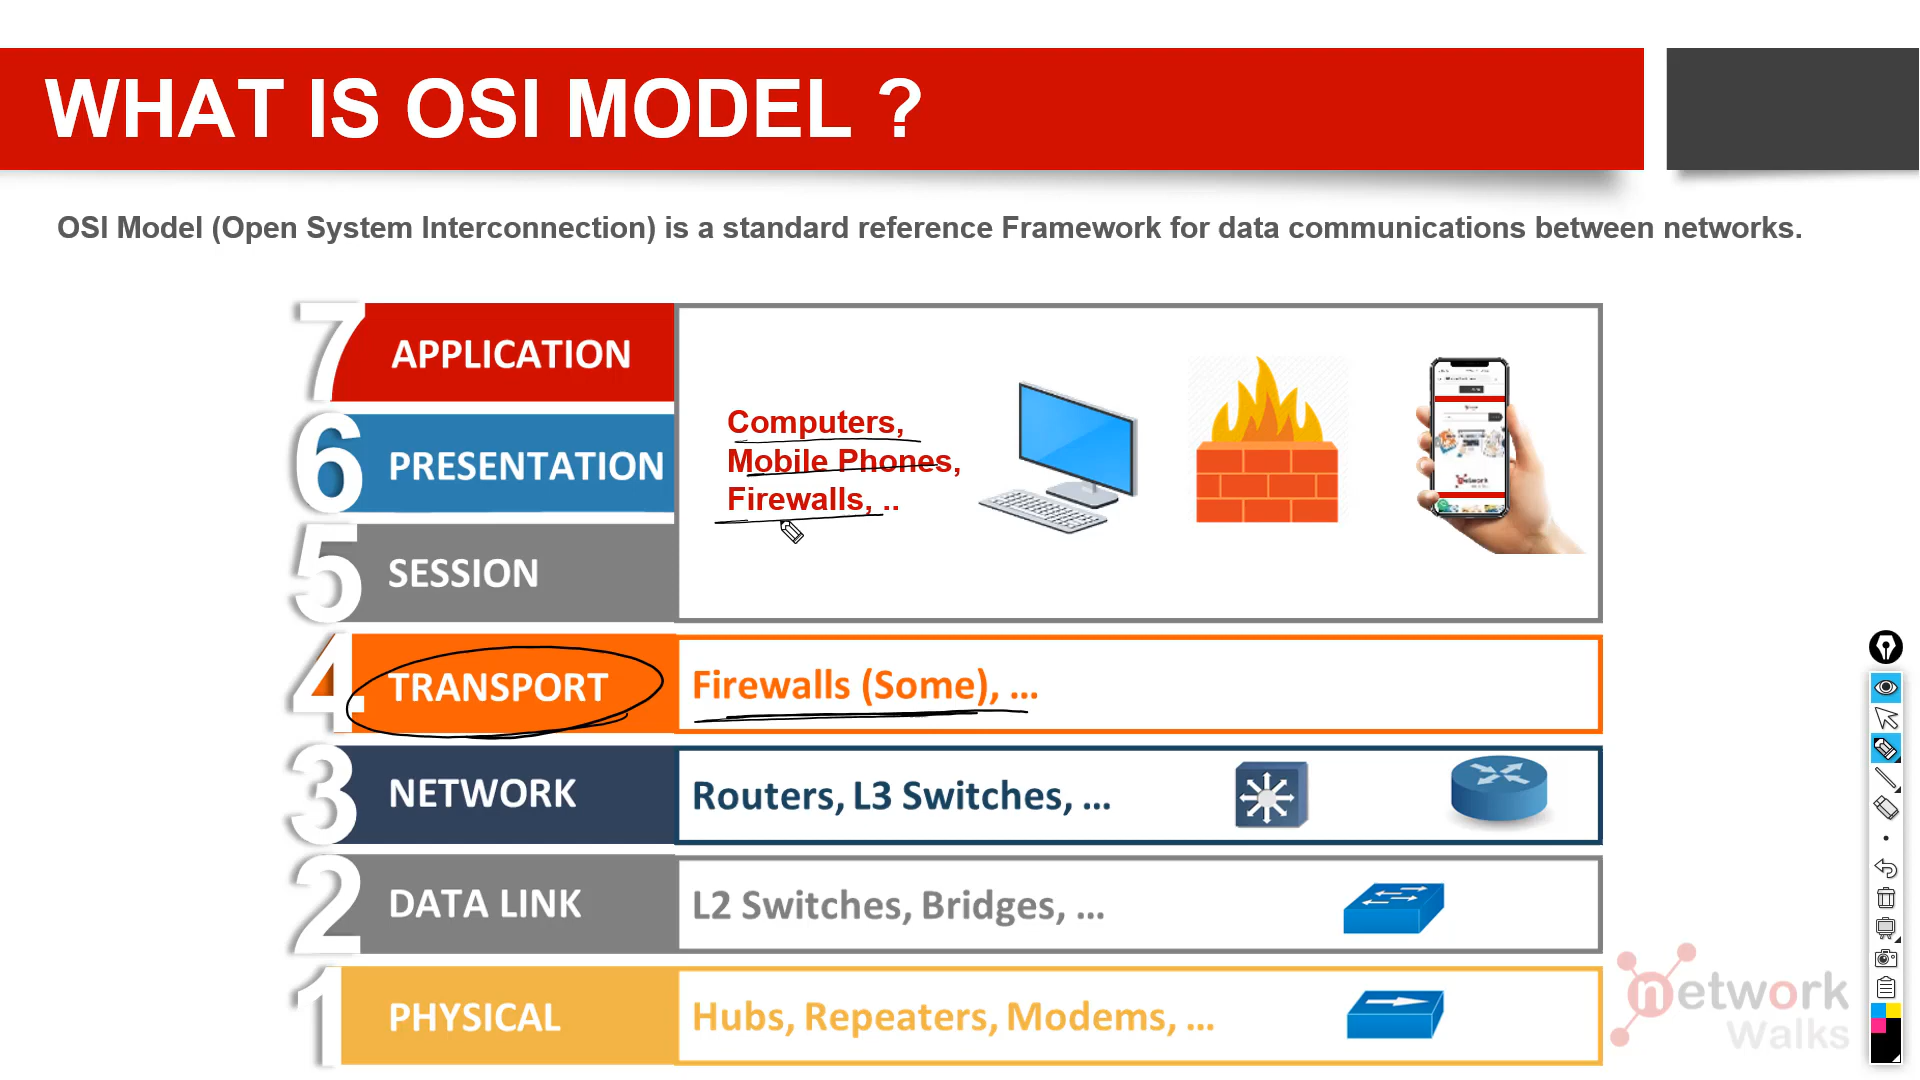 WHAT IS OSI MODEL ?
OSI Model (Open System Interconnection) is a standard reference Framework for data communications between networks.
7 APPLICATION
6 PRESENTATION
5 SESSION
Computers,
Mobile Phones,
Firewalls, ..
4 TRANSPORT
Firewalls (Some), ...
3 NETWORK
Routers, L3 Switches, ...
2 DATA LINK
L2 Switches, Bridges, ...
1 PHYSICAL
Hubs, Repeaters, Modems, ...
network
Walks